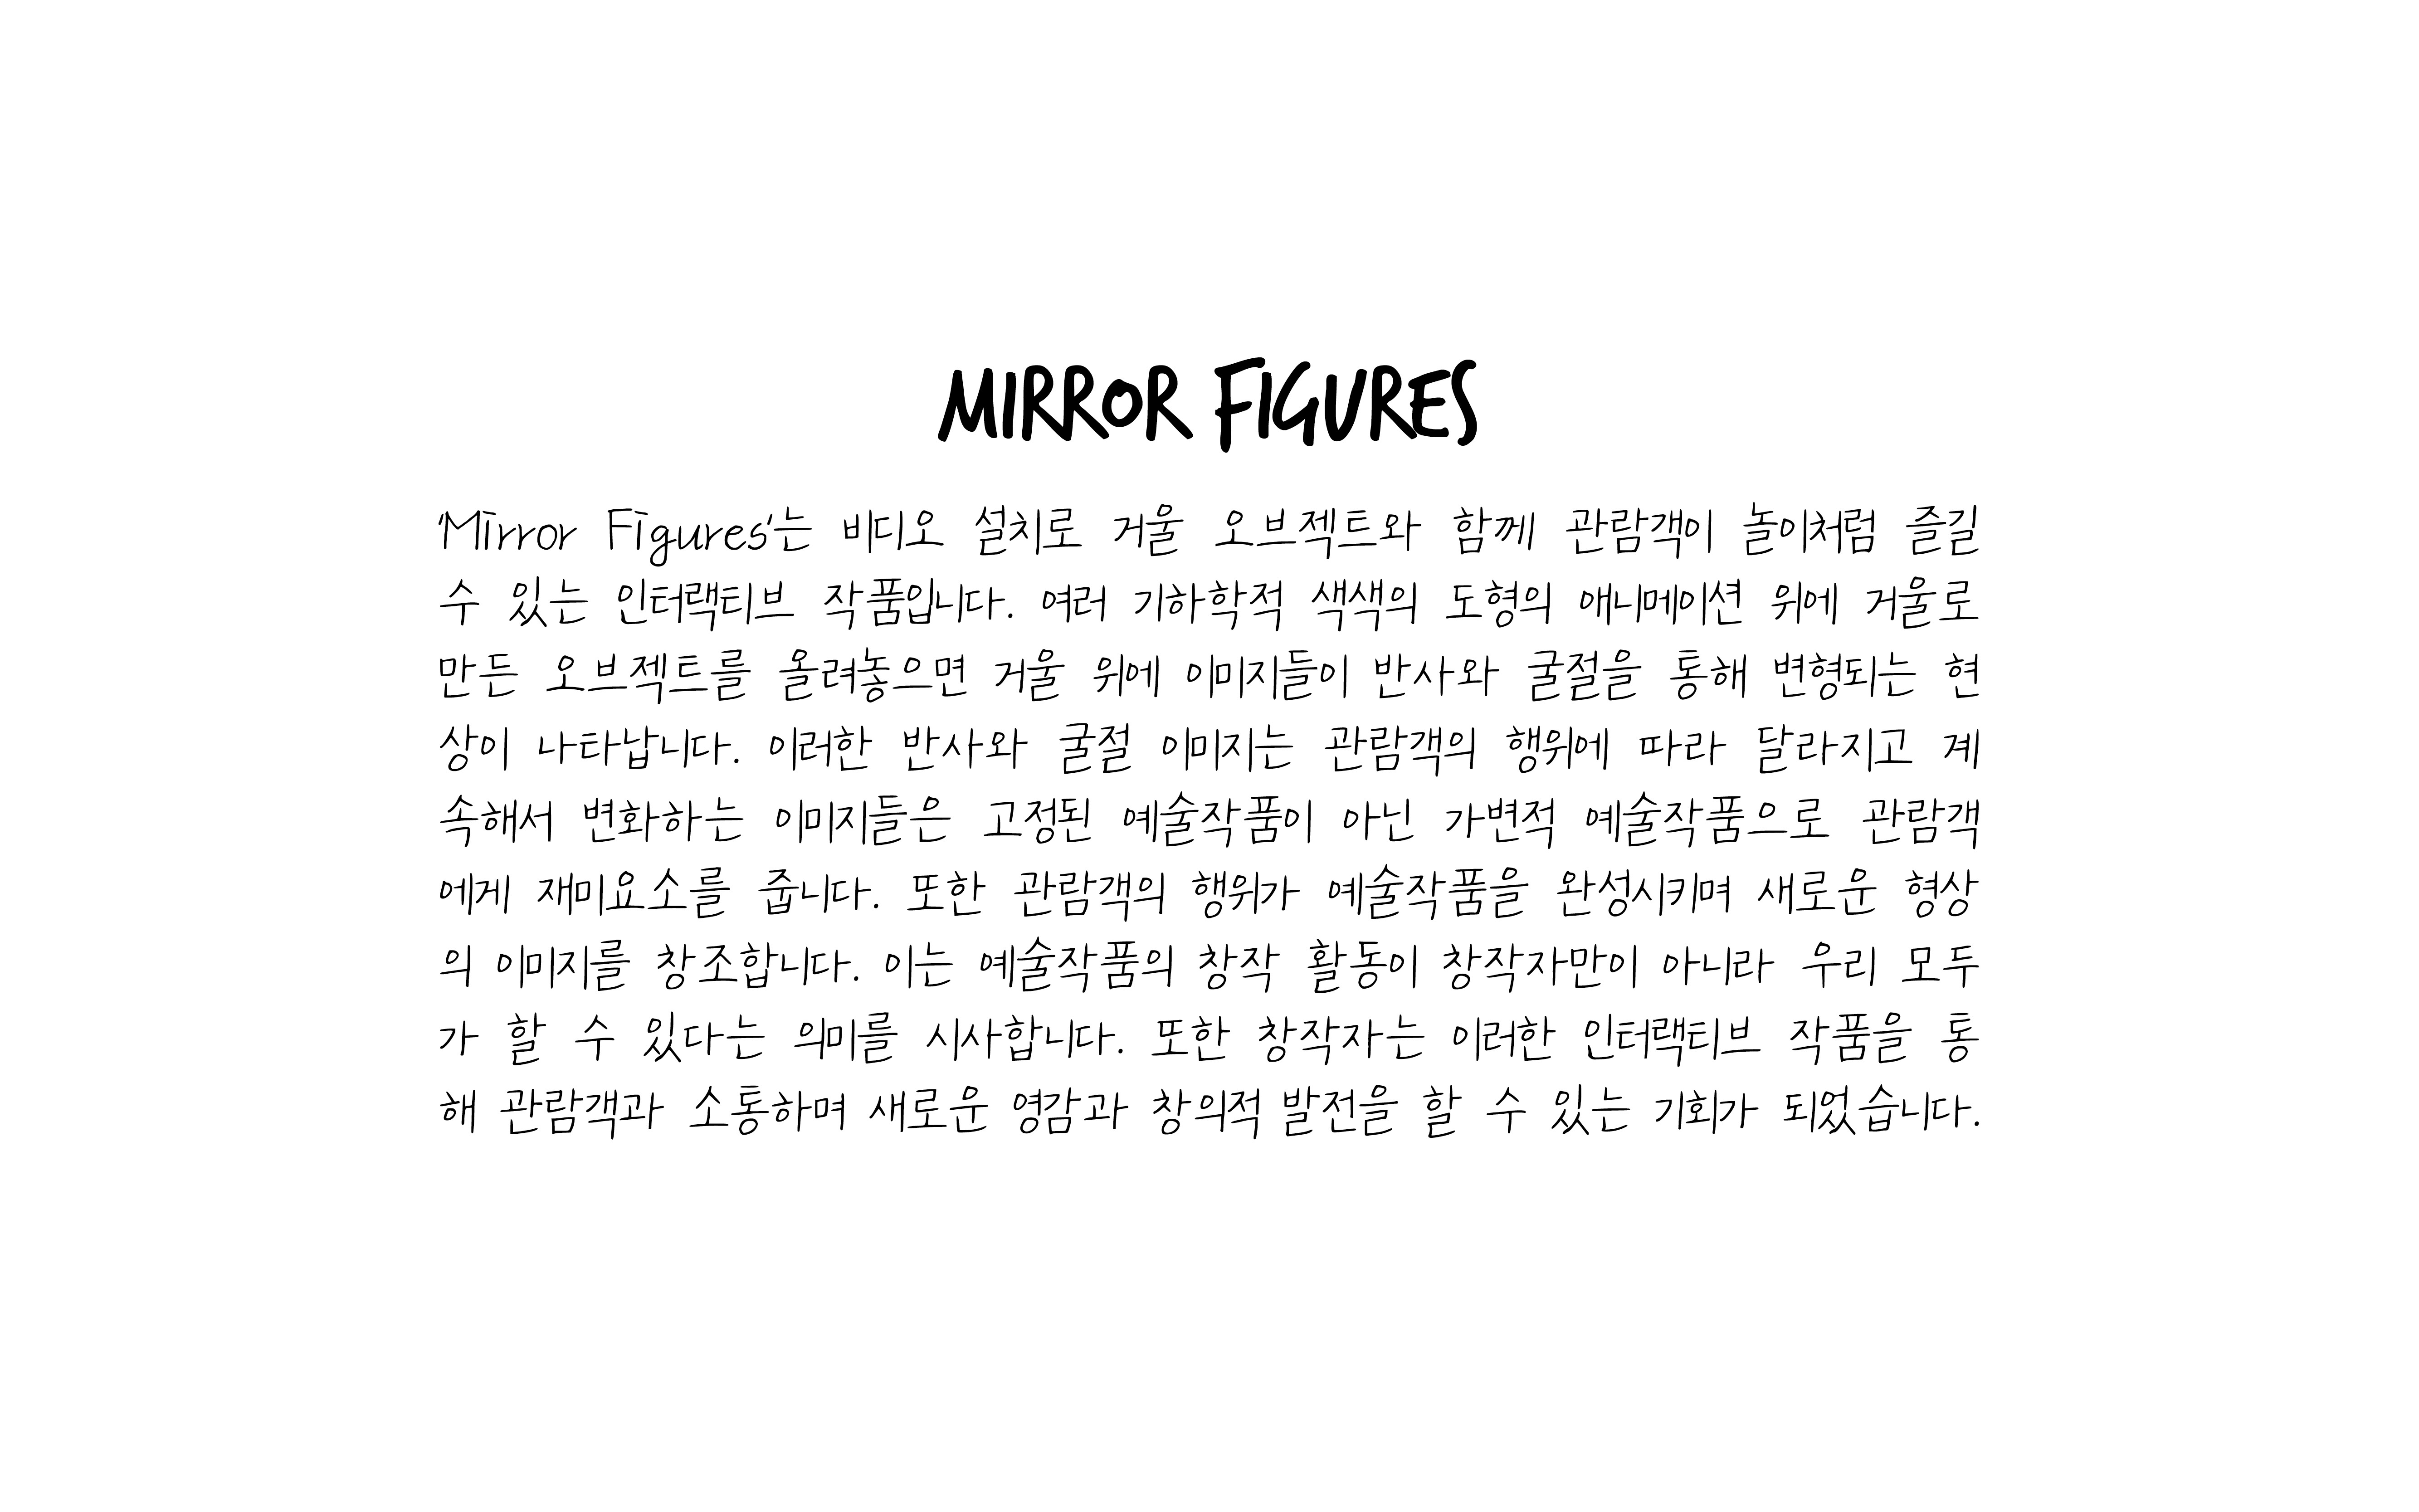 MIRROR FIGURES
'Mirror Figures'는 비디오 설치로 거울 오브젝트와 함께 관람객이 놀이처럼 즐길
수 있는 인터랙티브 작품입니다. 여러 기하학적 색색의 도형의 애니메이션 위에 거울로
만든 오브젝트를 올려놓으면 거울 위에 이미지들이 반사와 굴절을 통해 변형되는 현
상이 나타납니다. 이러한 반사와 굴절 이미지는 관람객의 행위에 따라 달라지고 계
속해서 변화하는 이미지들은 고정된 예술작품이 아닌 가변적 예술작품으로 관람객
에게 재미요소를 줍니다. 또한 관람객의 행위가 예술작품을 완성시키며 새로운 형상
의 이미지를 창조합니다. 이는 예술작품의 창작 활동이 창작자만이 아니라 우리 모두
가 할 수 있다는 의미를 시사합니다. 또한 창작자는 이러한 인터랙티브 작품을 통
해 관람객과 소통하며 새로운 영감과 창의적 발전을 할 수 있는 기회가 되었습니다.